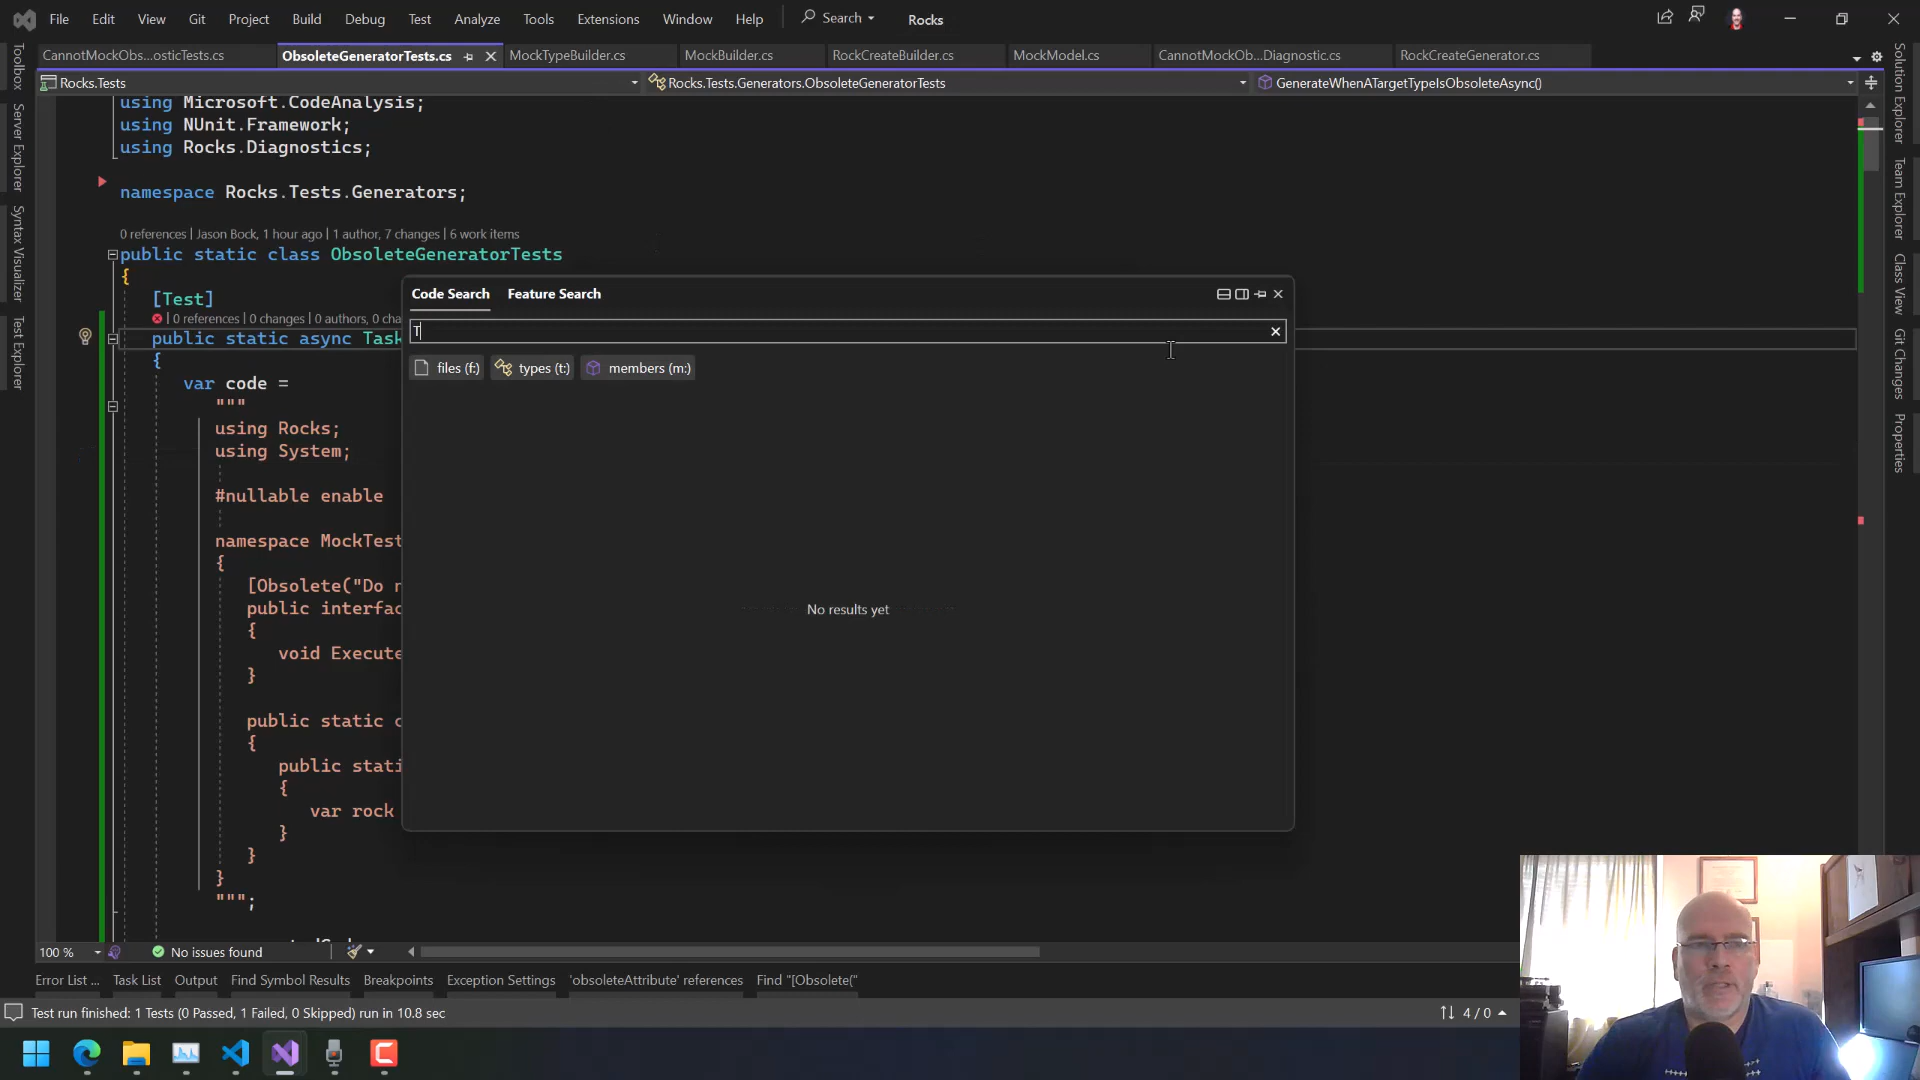 File Edit View Git Project Build Debug Test Analyze Tools Extensions Window Help Search Rocks
CannotMockObs...osticTests.cs ObsoleteGeneratorTests.cs MockTypeBuilder.cs MockBuilder.cs RockCreateBuilder.cs MockModel.cs CannotMockOb...Diagnostic.cs RockCreateGenerator.cs
Rocks.Tests Rocks.Tests.Generators.ObsoleteGeneratorTests GenerateWhenATargetTypeIsObsoleteAsync()
Toolbox
Server Explorer
Syntax Visualizer
Test Explorer
using Microsoft.CodeAnalysis;
using NUnit.Framework;
using Rocks.Diagnostics;
namespace Rocks.Tests.Generators;
0 references | Jason Bock, 1 hour ago | 1 author, 7 changes | 6 work items
public static class ObsoleteGeneratorTests
{
[Test]
0 references | 0 changes | 0 authors, 0 cha
public static async Task
{
var code =
"""
using Rocks;
using System;
#nullable enable
namespace MockTest
{
[Obsolete("Do n
public interfac
{
void Execute
}
public static c
{
public stati
{
var rock
}
}
}
""";
Code Search Feature Search
T
files (f:) types (t:) members (m:)
No results yet
Solution Explorer
Team Explorer
Class View
Git Changes
Properties
100 % No issues found
Error List ... Task List Output Find Symbol Results Breakpoints Exception Settings 'obsoleteAttribute' references Find "[Obsolete("
Test run finished: 1 Tests (0 Passed, 1 Failed, 0 Skipped) run in 10.8 sec 4 / 0